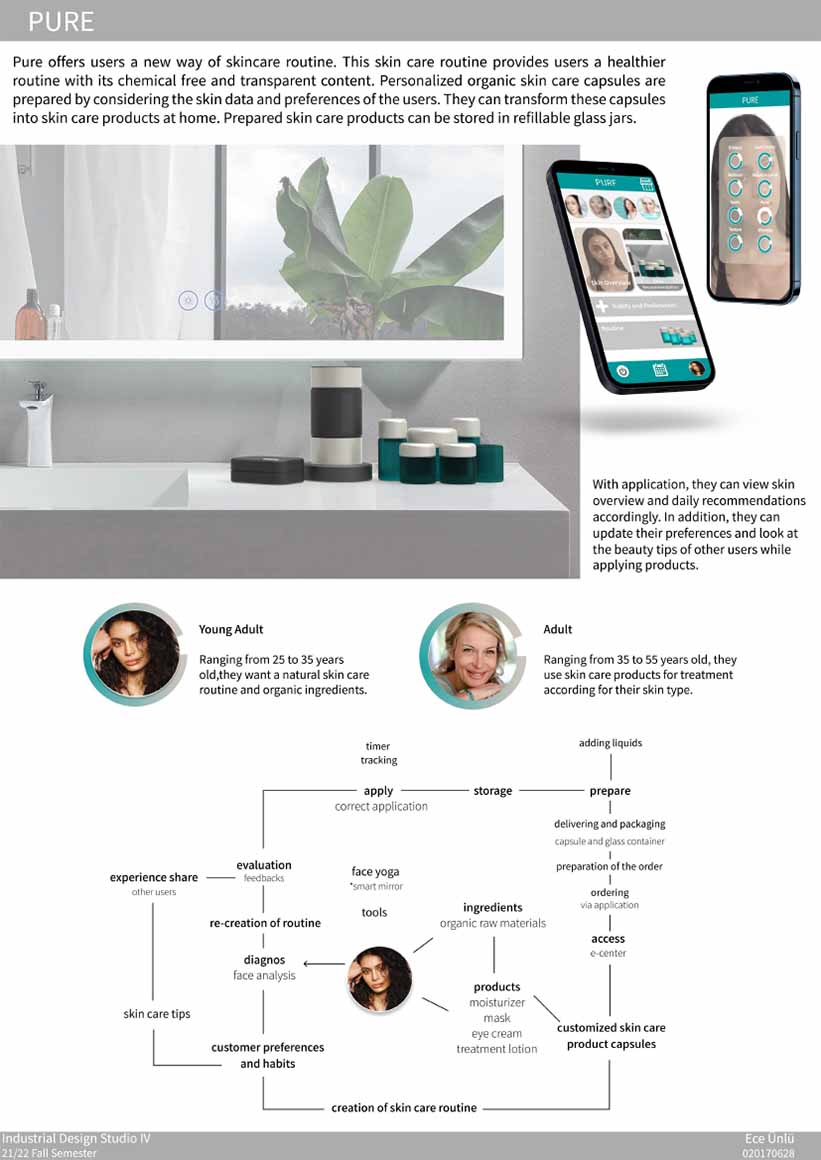 PURE
Pure offers users a new way of skincare routine. This skin care routine provides users a healthier
routine with its chemical free and transparent content. Personalized organic skin care capsules are
prepared by considering the skin data and preferences of the users. They can transform these capsules
into skin care products at home. Prepared skin care products can be stored in refillable glass jars.
PURE
PURE
Skin Overview
Routine
With application, they can view skin
overview and daily recommendations
accordingly. In addition, they can
update their preferences and look at
the beauty tips of other users while
applying products.
Young Adult
Ranging from 25 to 35 years
old,they want a natural skin care
routine and organic ingredients.
Adult
Ranging from 35 to 55 years old, they
use skin care products for treatment
according for their skin type.
timer
tracking
adding liquids
apply
correct application
storage
prepare
delivering and packaging
capsule and glass container
preparation of the order
ordering
via application
access
e-center
experience share
other users
evaluation
feedbacks
face yoga
*smart mirror
tools
re-creation of routine
ingredients
organic raw materials
diagnos
face analysis
products
moisturizer
mask
eye cream
treatment lotion
skin care tips
customized skin care
product capsules
customer preferences
and habits
creation of skin care routine
Industrial Design Studio IV
21/22 Fall Semester
Ece Ünlü
020170628